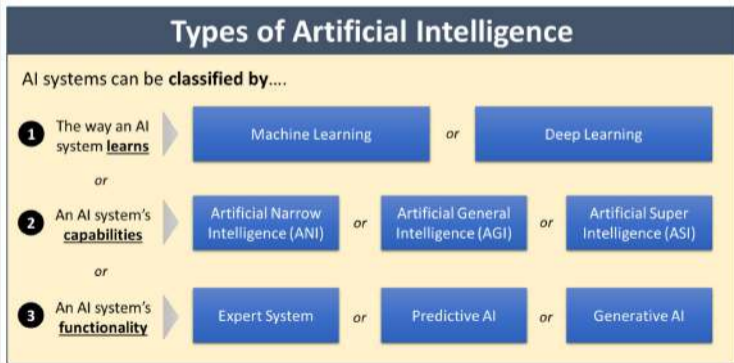 Types of Artificial Intelligence
AI systems can be classified by....
1
The way an AI
system learns
Machine Learning
or
Deep Learning
or
2
An AI system's
capabilities
Artificial Narrow
Intelligence (ANI)
or
Artificial General
Intelligence (AGI)
or
Artificial Super
Intelligence (ASI)
or
3
An AI system's
functionality
Expert System
or
Predictive AI
or
Generative AI